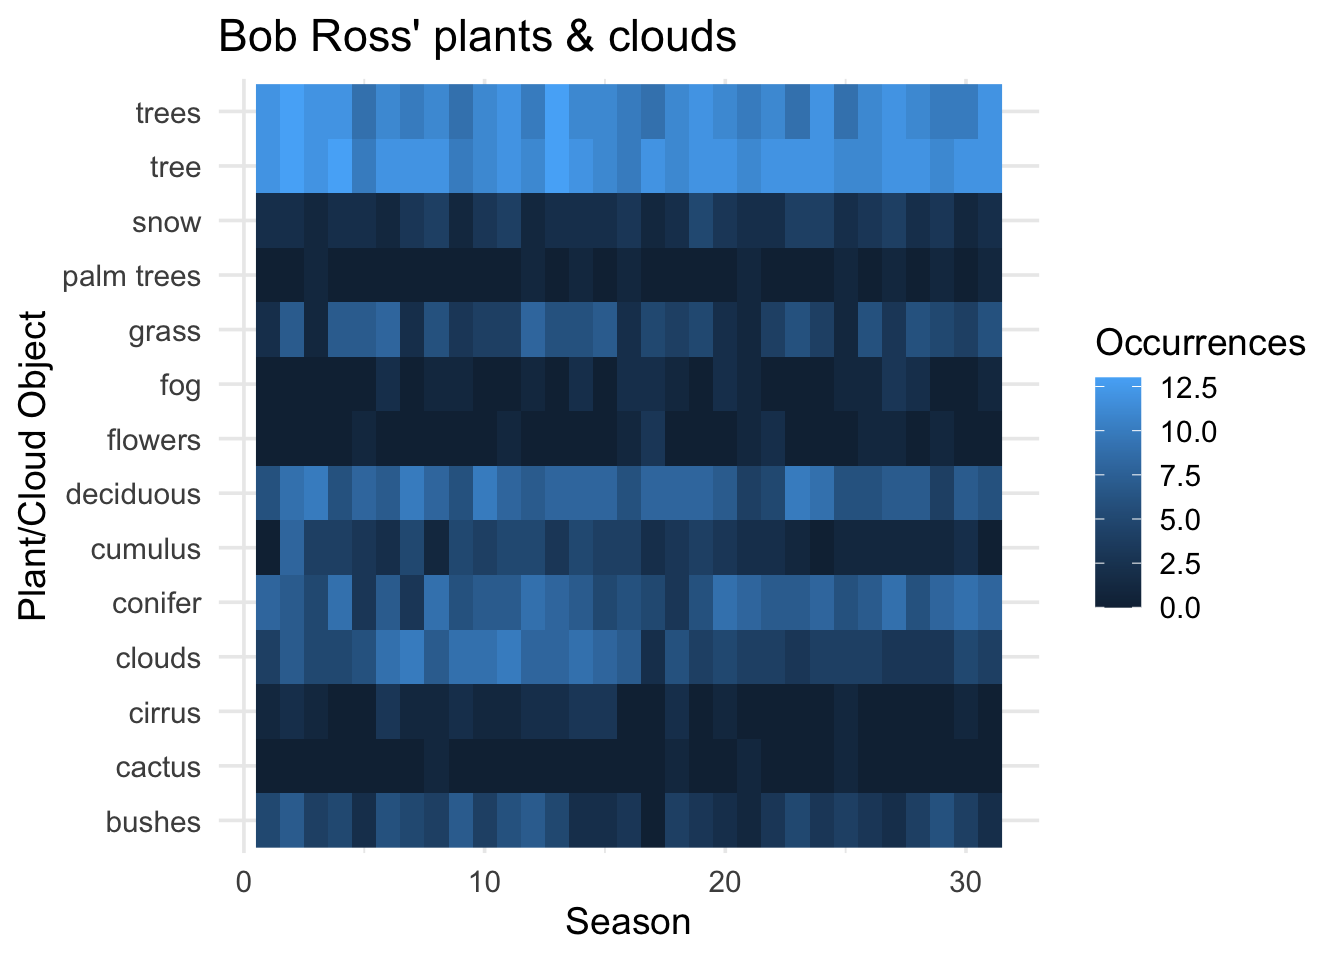 Bob Ross' plants & clouds
Plant/Cloud Object
trees
tree
snow
palm trees
grass
fog
flowers
deciduous
cumulus
conifer
clouds
cirrus
cactus
bushes
0 10 20 30
Season
Occurrences
12.5
10.0
7.5
5.0
2.5
0.0